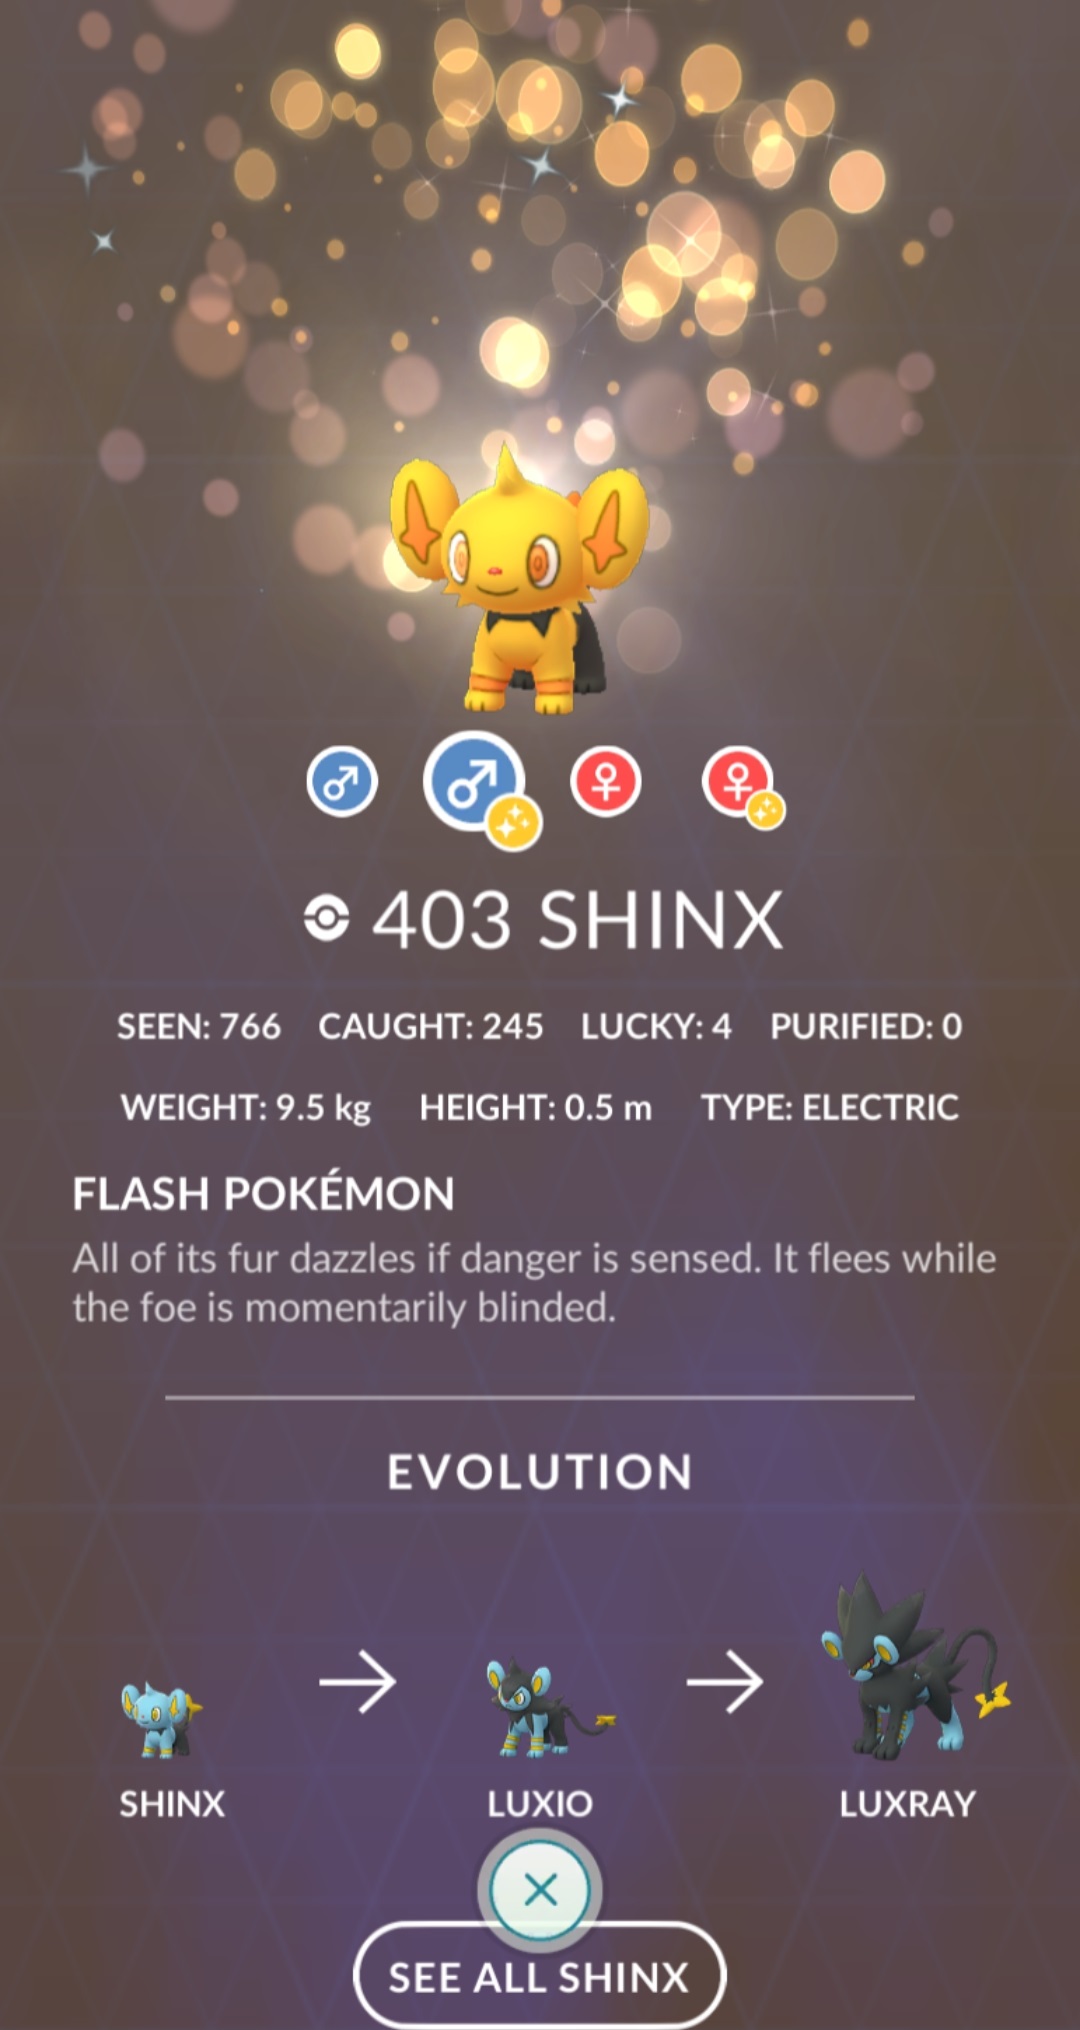 403 SHINX
SEEN: 766 CAUGHT: 245 LUCKY: 4 PURIFIED: 0
WEIGHT: 9.5 kg HEIGHT: 0.5 m TYPE: ELECTRIC
FLASH POKÉMON
All of its fur dazzles if danger is sensed. It flees while
the foe is momentarily blinded.
EVOLUTION
SHINX LUXIO LUXRAY
SEE ALL SHINX